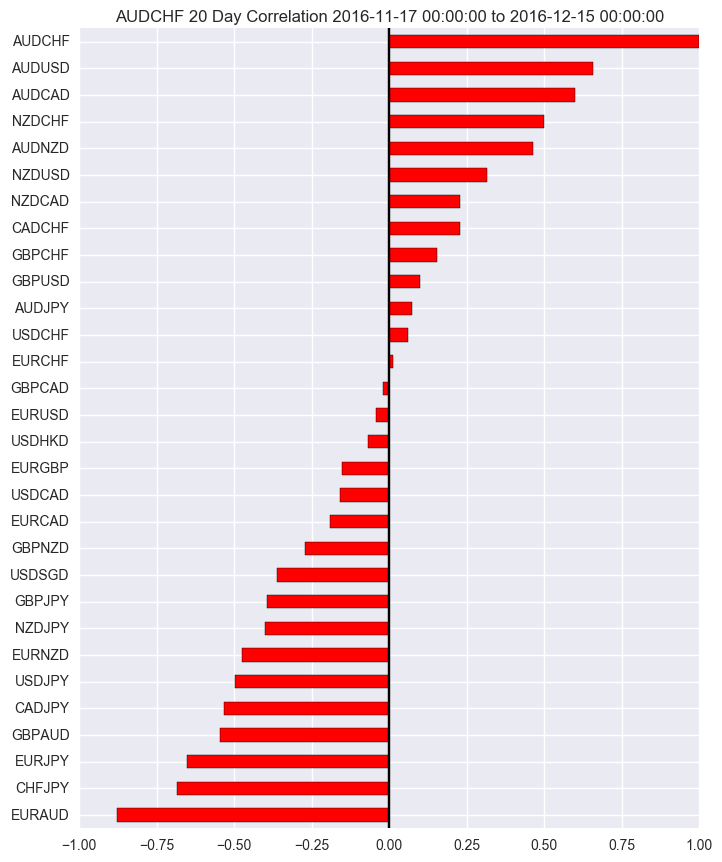 AUDCHF 20 Day Correlation 2016-11-17 00:00:00 to 2016-12-15 00:00:00
AUDCHF
AUDUSD
AUDCAD
NZDCHF
AUDNZD
NZDUSD
NZDCAD
CADCHF
GBPCHF
GBPUSD
AUDJPY
USDCHF
EURCHF
GBPCAD
EURUSD
USDHKD
EURGBP
USDCAD
EURCAD
GBPNZD
USDSGD
GBPJPY
NZDJPY
EURNZD
USDJPY
CADJPY
GBPAUD
EURJPY
CHFJPY
EURAUD
−1.00 −0.75 −0.50 −0.25 0.00 0.25 0.50 0.75 1.00